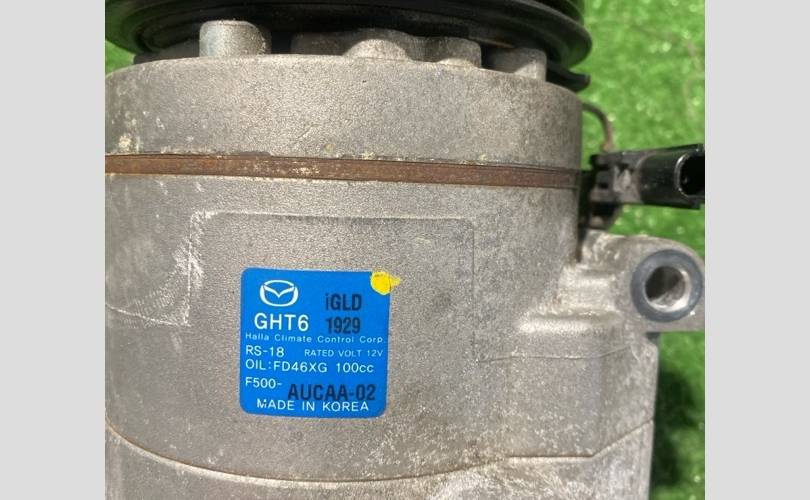 GHT6 iGLD
1929
Halla Climate Control Corp.
RS-18 RATED VOLT 12V
OIL:FD46XG 100cc
F500-AUCAA-02
MADE IN KOREA